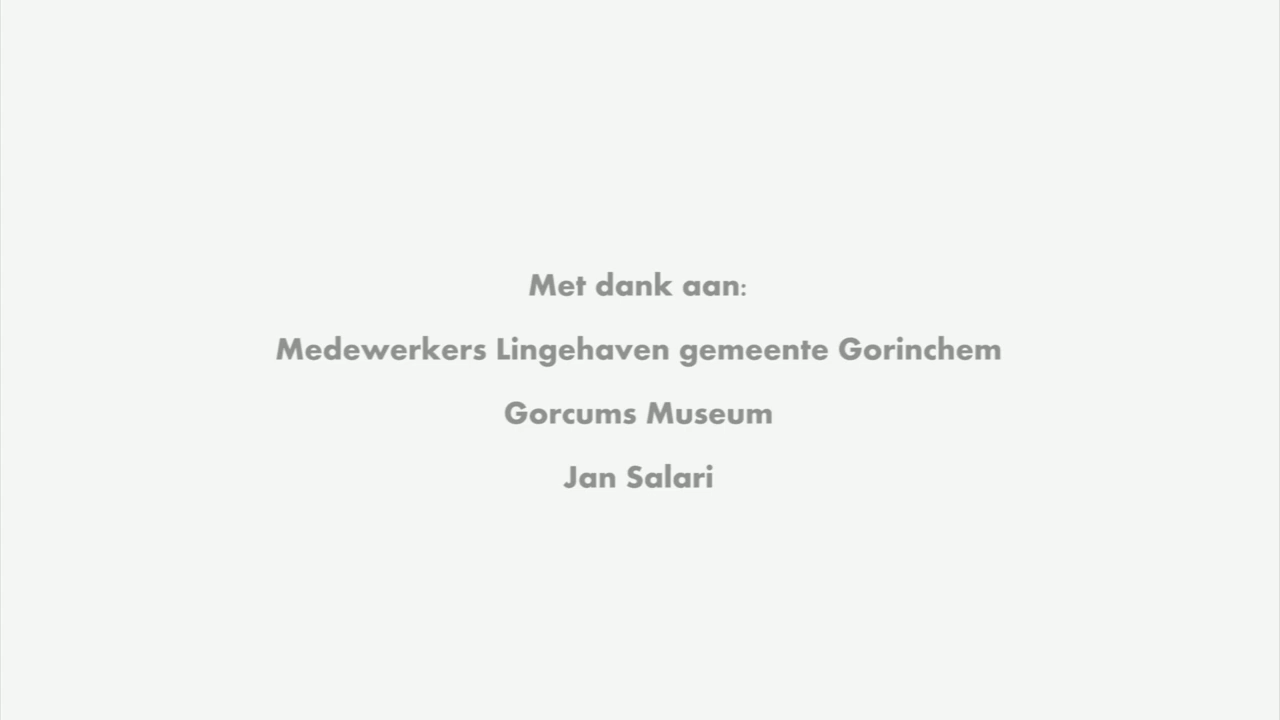 Met dank aan:
Medewerkers Lingehaven gemeente Gorinchem
Gorcums Museum
Jan Salari